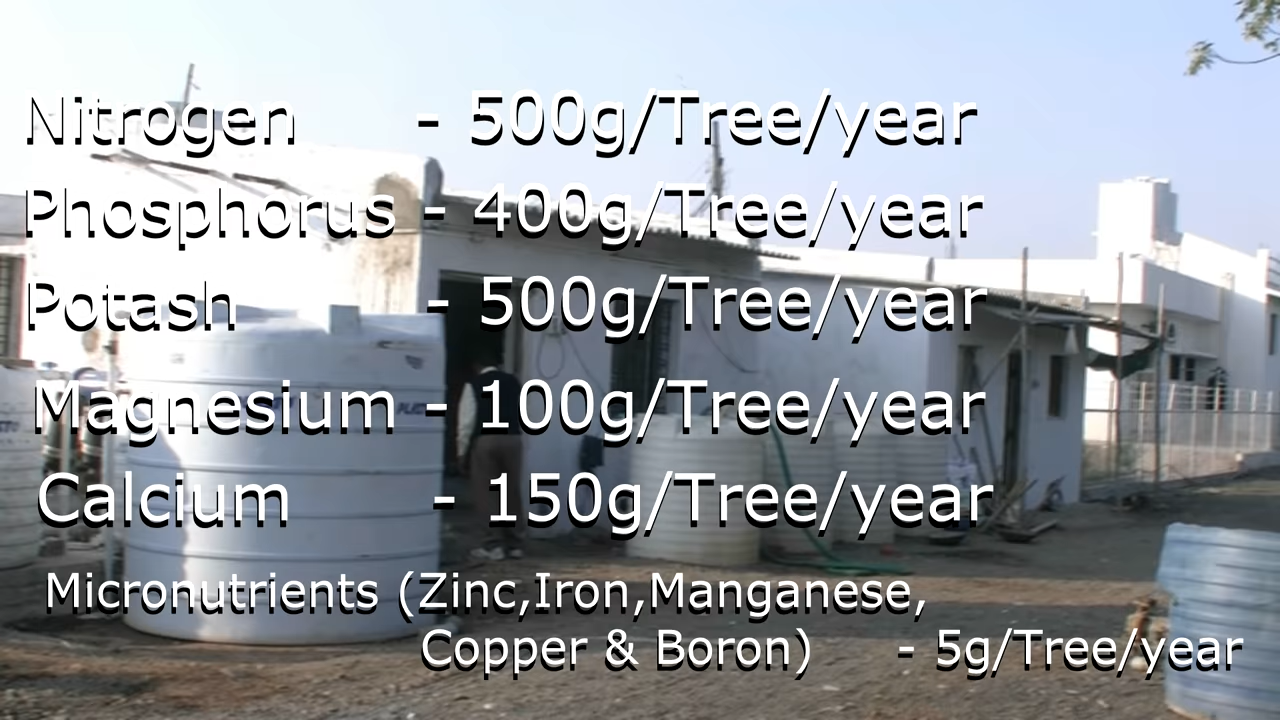 Nitrogen - 500g/Tree/year
Phosphorus - 400g/Tree/year
Potash - 500g/Tree/year
Magnesium - 100g/Tree/year
Calcium - 150g/Tree/year
Micronutrients (Zinc,Iron,Manganese,
Copper & Boron) - 5g/Tree/year